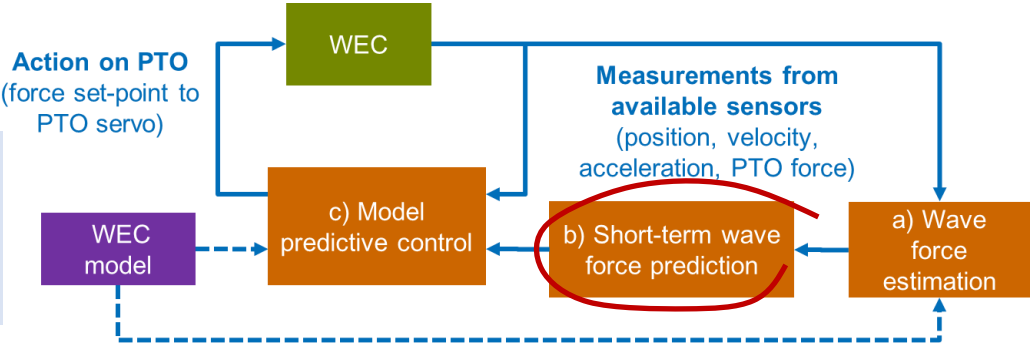 WEC
Action on PTO
(force set-point to
PTO servo)
Measurements from
available sensors
(position, velocity,
acceleration, PTO force)
WEC
model
c) Model
predictive control
b) Short-term wave
force prediction
a) Wave
force
estimation